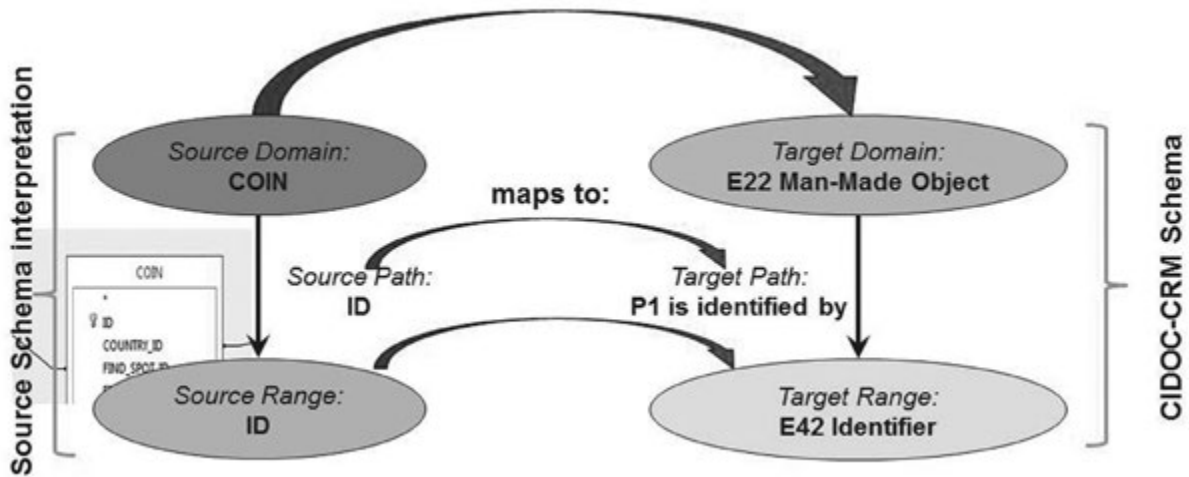 Source Schema interpretation
Source Domain:
COIN
Target Domain:
E22 Man-Made Object
maps to:
COIN
*
ID
COUNTRY_ID
FIND_SPOT_ID
Source Path:
ID
Target Path:
P1 is identified by
Source Range:
ID
Target Range:
E42 Identifier
CIDOC-CRM Schema